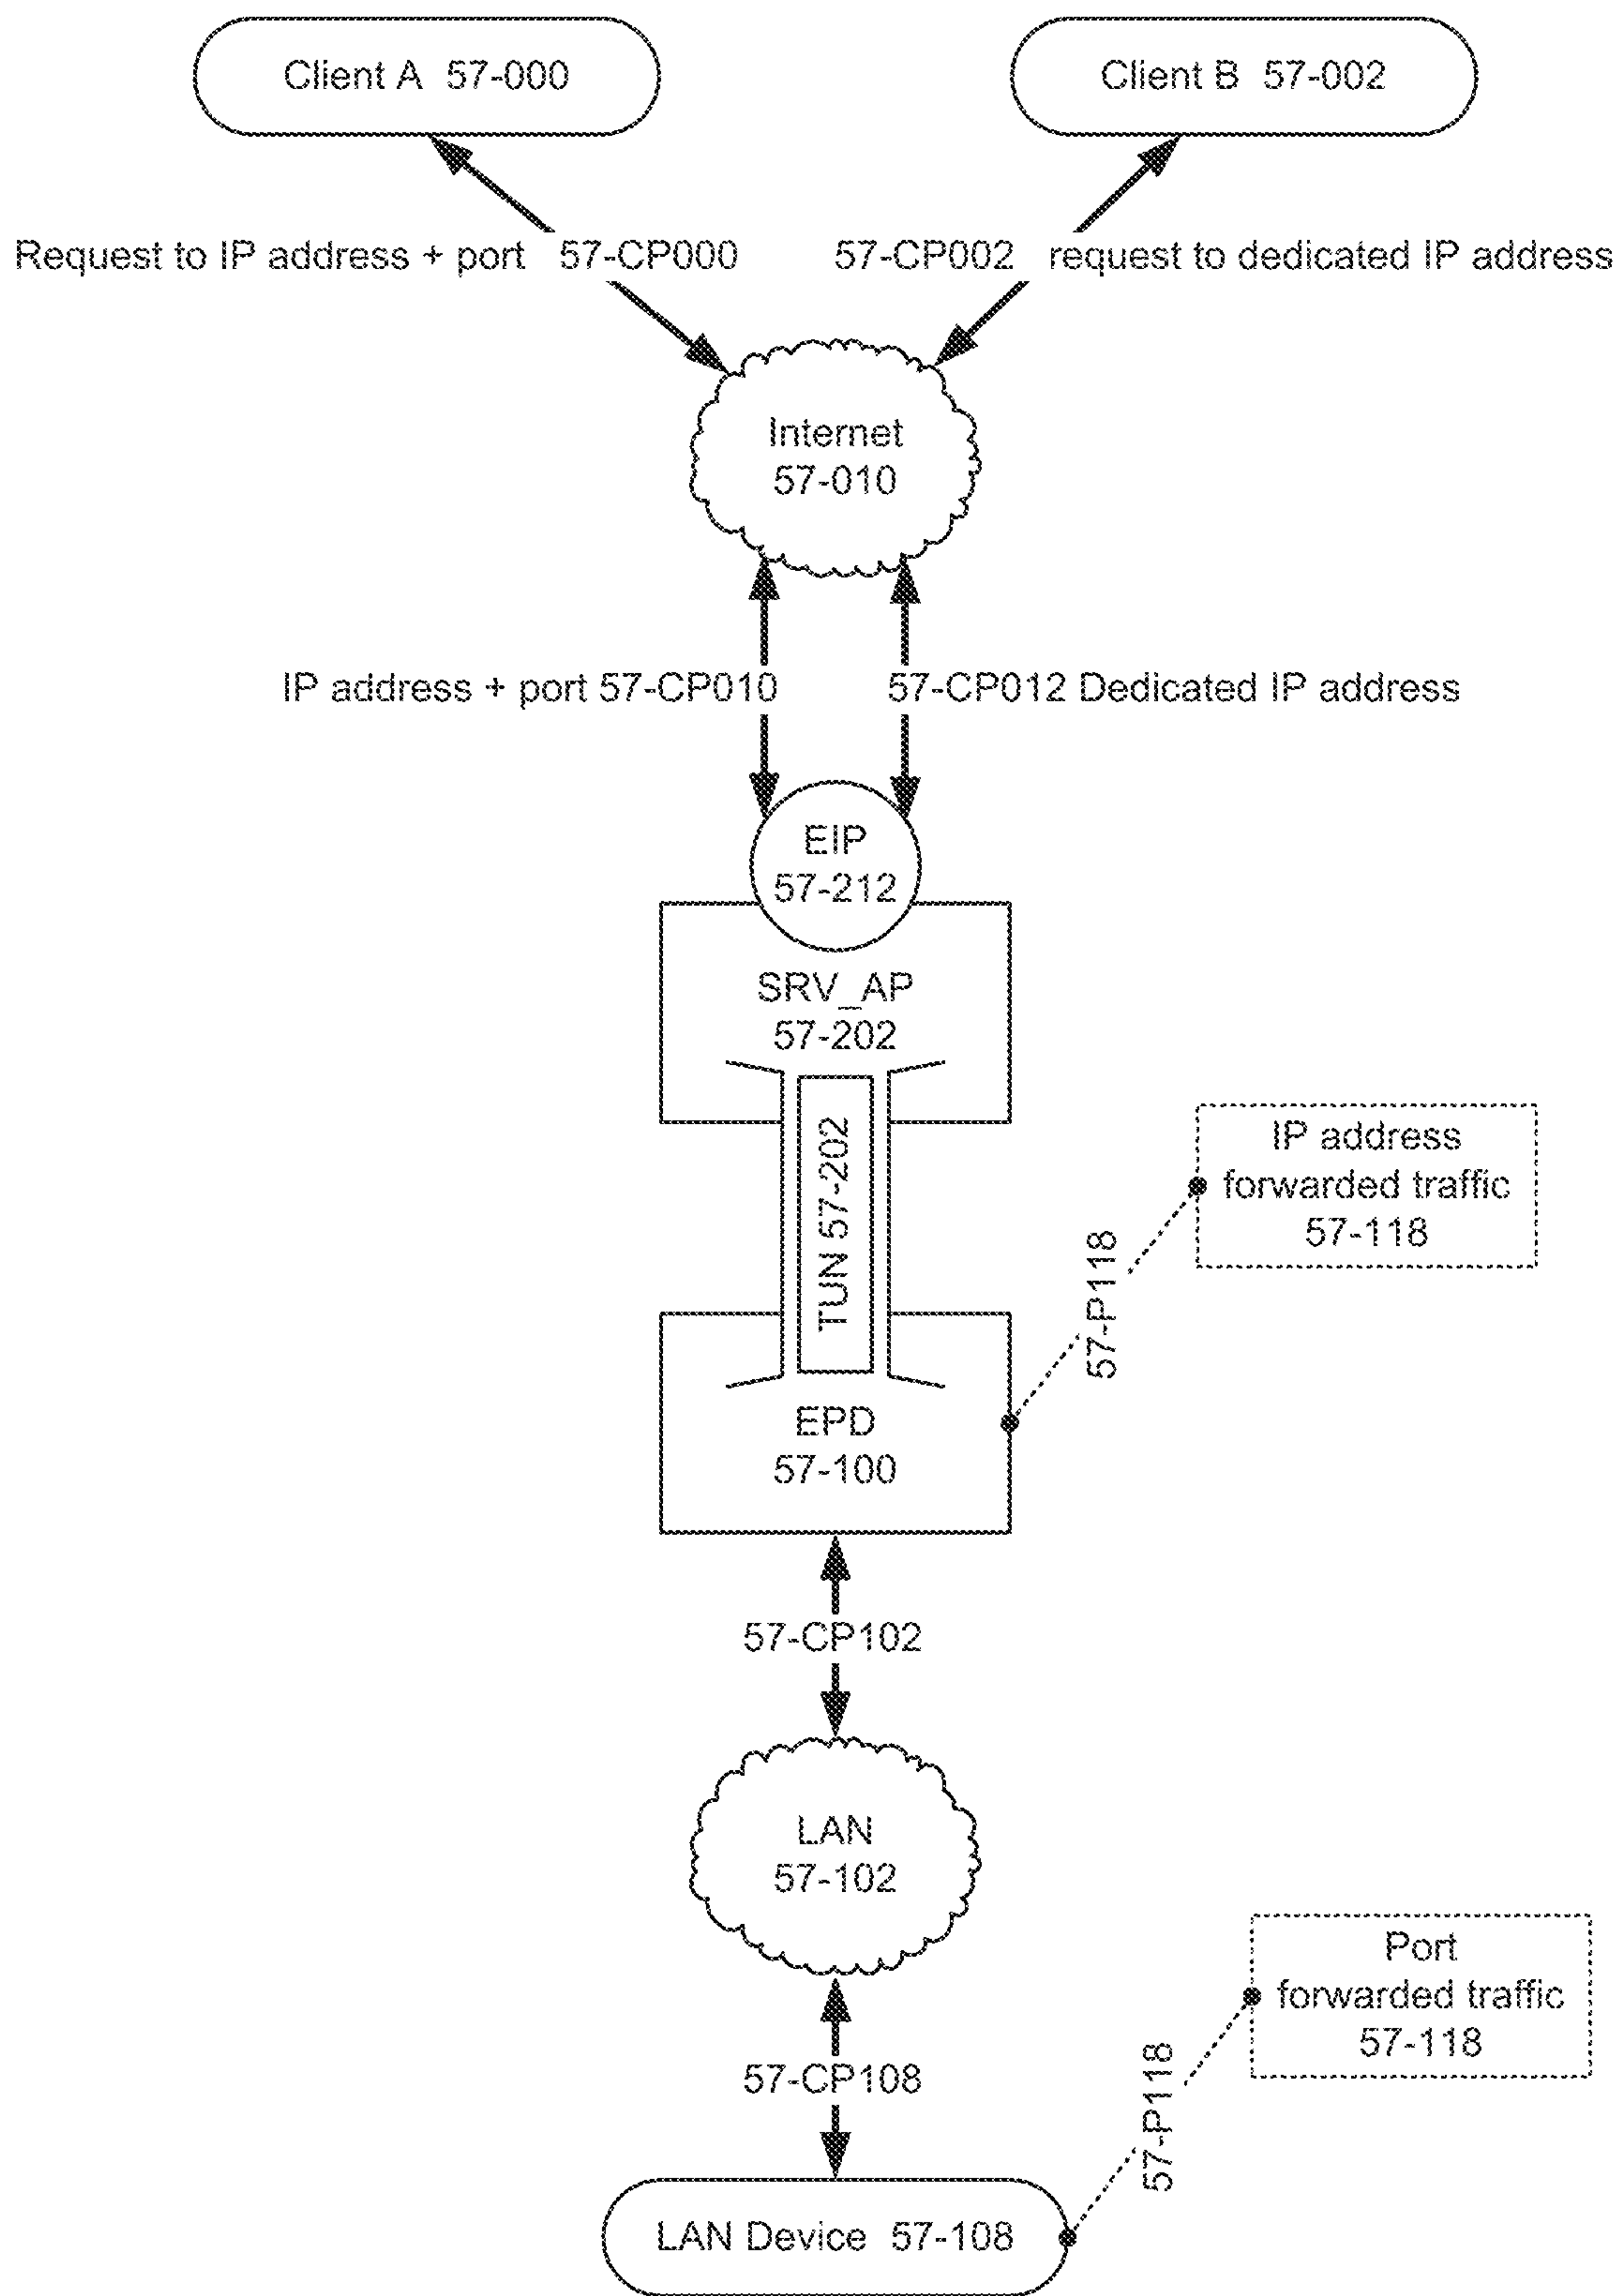 Client A 57-000
Client B 57-002
Request to IP address + port 57-CP000
57-CP002 request to dedicated IP address
Internet
57-010
IP address + port 57-CP010
57-CP012 Dedicated IP address
EIP
57-212
SRV_AP
57-202
TUN 57-202
IP address
forwarded traffic
57-118
57-P118
EPD
57-100
57-CP102
LAN
57-102
Port
forwarded traffic
57-118
57-P118
57-CP108
LAN Device 57-108